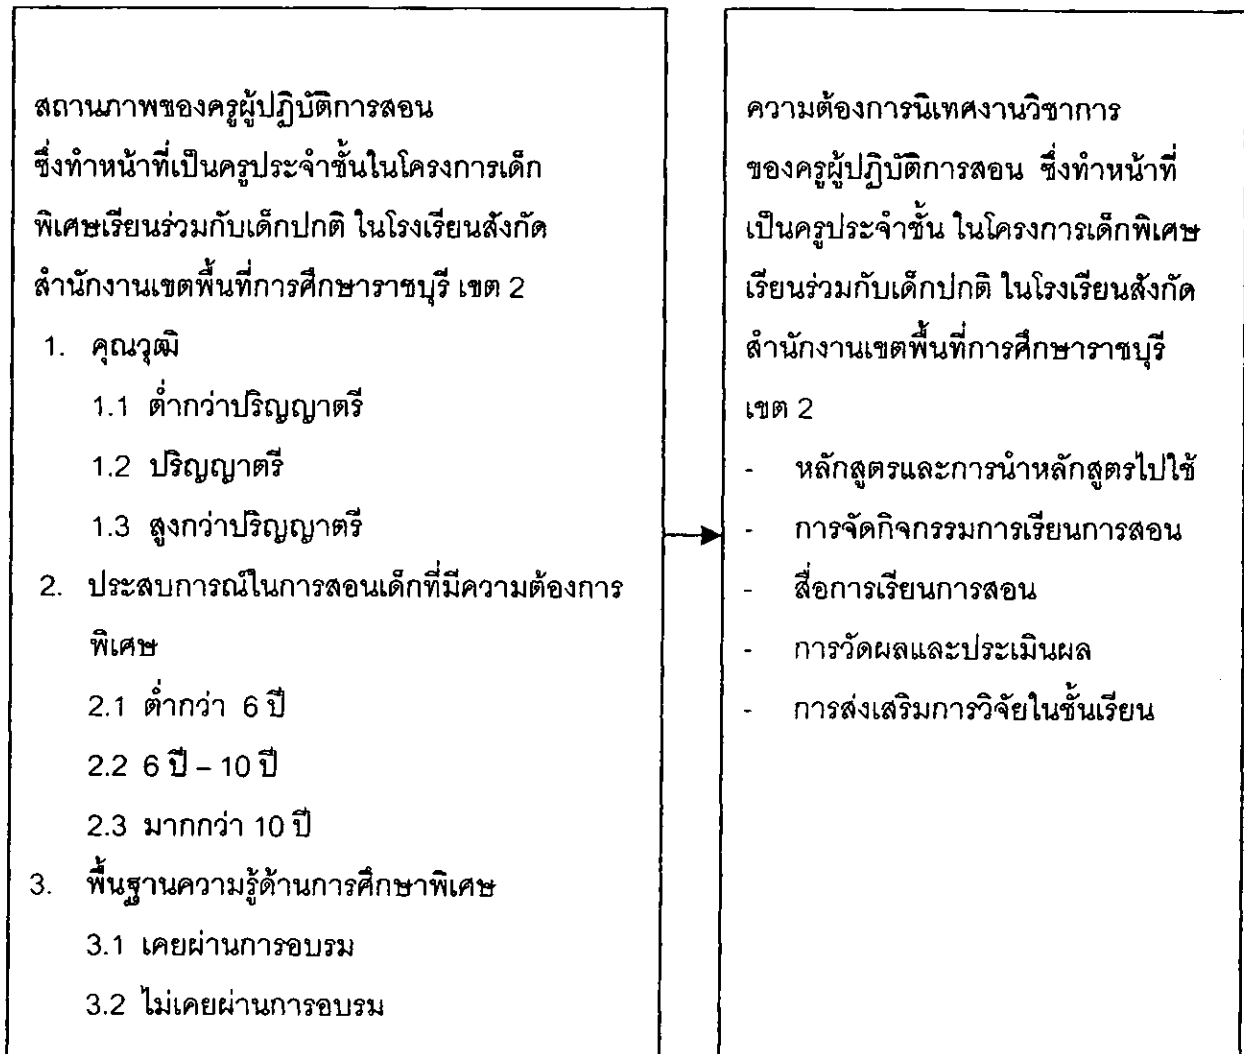 สถานภาพของครูผู้ปฏิบัติการสอน
ซึ่งทำหน้าที่เป็นครูประจำชั้นในโครงการเด็ก
พิเศษเรียนร่วมกับเด็กปกติ ในโรงเรียนสังกัด
สำนักงานเขตพื้นที่การศึกษาราชบุรี เขต 2
1. คุณวุฒิ
1.1 ต่ำกว่าปริญญาตรี
1.2 ปริญญาตรี
1.3 สูงกว่าปริญญาตรี
2. ประสบการณ์ในการสอนเด็กที่มีความต้องการ
พิเศษ
2.1 ต่ำกว่า 6 ปี
2.2 6 ปี – 10 ปี
2.3 มากกว่า 10 ปี
3. พื้นฐานความรู้ด้านการศึกษาพิเศษ
3.1 เคยผ่านการอบรม
3.2 ไม่เคยผ่านการอบรม
ความต้องการนิเทศงานวิชาการ
ของครูผู้ปฏิบัติการสอน ซึ่งทำหน้าที่
เป็นครูประจำชั้น ในโครงการเด็กพิเศษ
เรียนร่วมกับเด็กปกติ ในโรงเรียนสังกัด
สำนักงานเขตพื้นที่การศึกษาราชบุรี
เขต 2
- หลักสูตรและการนำหลักสูตรไปใช้
- การจัดกิจกรรมการเรียนการสอน
- สื่อการเรียนการสอน
- การวัดผลและประเมินผล
- การส่งเสริมการวิจัยในชั้นเรียน